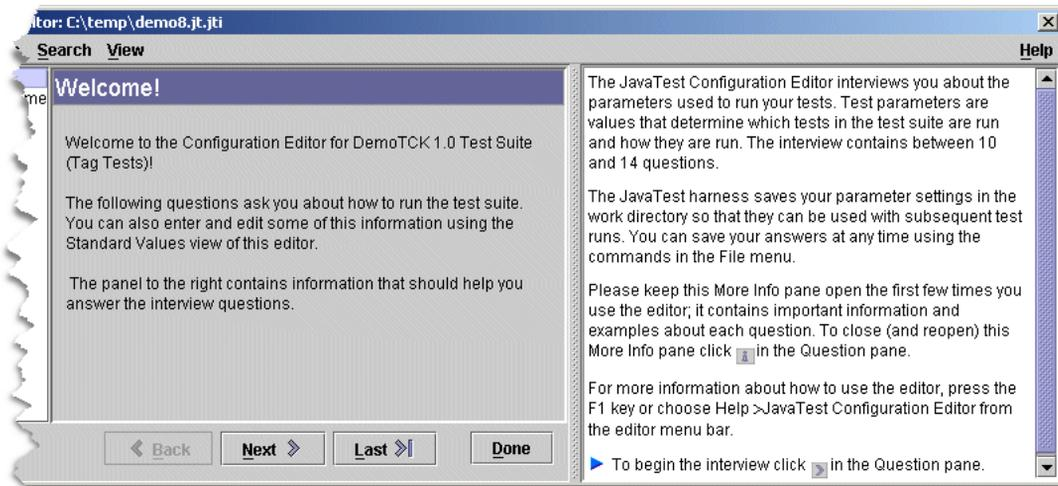 itor: C:\temp\demo8.jt.jti
Search View Help
me
Welcome!
Welcome to the Configuration Editor for DemoTCK 1.0 Test Suite
(Tag Tests)!
The following questions ask you about how to run the test suite.
You can also enter and edit some of this information using the
Standard Values view of this editor.
The panel to the right contains information that should help you
answer the interview questions.
Back Next Last Done
The JavaTest Configuration Editor interviews you about the
parameters used to run your tests. Test parameters are
values that determine which tests in the test suite are run
and how they are run. The interview contains between 10
and 14 questions.
The JavaTest harness saves your parameter settings in the
work directory so that they can be used with subsequent test
runs. You can save your answers at any time using the
commands in the File menu.
Please keep this More Info pane open the first few times you
use the editor; it contains important information and
examples about each question. To close (and reopen) this
More Info pane click i in the Question pane.
For more information about how to use the editor, press the
F1 key or choose Help >JavaTest Configuration Editor from
the editor menu bar.
To begin the interview click in the Question pane.